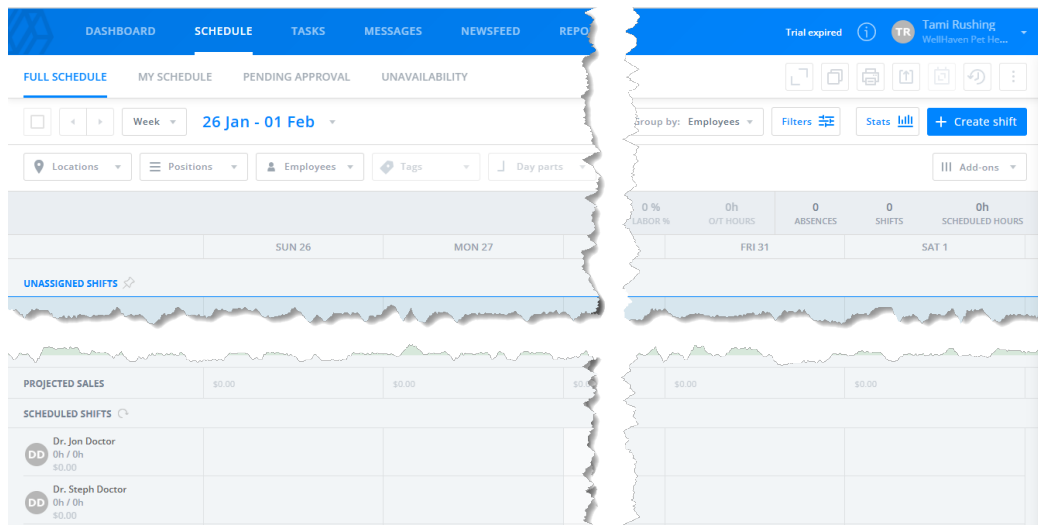 DASHBOARD SCHEDULE TASKS MESSAGES NEWSFEED Trial expired TR Tami Rushing
WellHaven Pet He...
FULL SCHEDULE MY SCHEDULE PENDING APPROVAL UNAVAILABILITY
Week 26 Jan - 01 Feb by: Employees Filters Stats + Create shift
Locations Positions Employees Tags Day parts Add-ons
0 % 0h 0 0 0h
LABOR % O/T HOURS ABSENCES SHIFTS SCHEDULED HOURS
SUN 26 MON 27 FRI 31 SAT 1
UNASSIGNED SHIFTS
PROJECTED SALES $0.00 $0.00 $0.00 $0.00
SCHEDULED SHIFTS
Dr. Jon Doctor
DD 0h / 0h
$0.00
Dr. Steph Doctor
DD 0h / 0h
$0.00